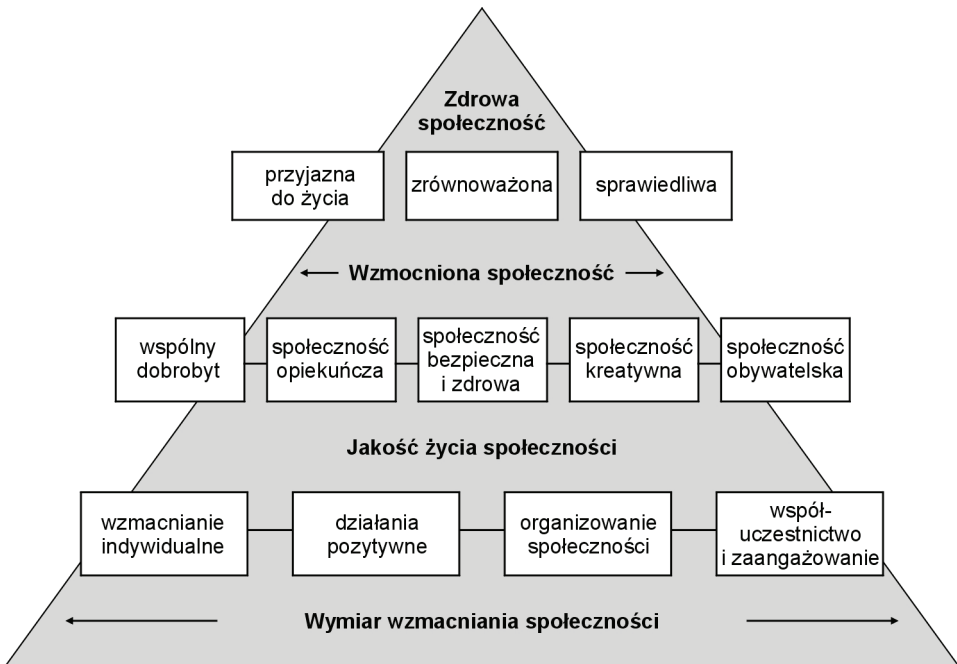 Zdrowa
społeczność
przyjazna
do życia
zrównoważona
sprawiedliwa
Wzmocniona społeczność
wspólny
dobrobyt
społeczność
opiekuńcza
społeczność
bezpieczna
i zdrowa
społeczność
kreatywna
społeczność
obywatelska
Jakość życia społeczności
wzmacnianie
indywidualne
działania
pozytywne
organizowanie
społeczności
współ-
uczestnictwo
i zaangażowanie
Wymiar wzmacniania społeczności